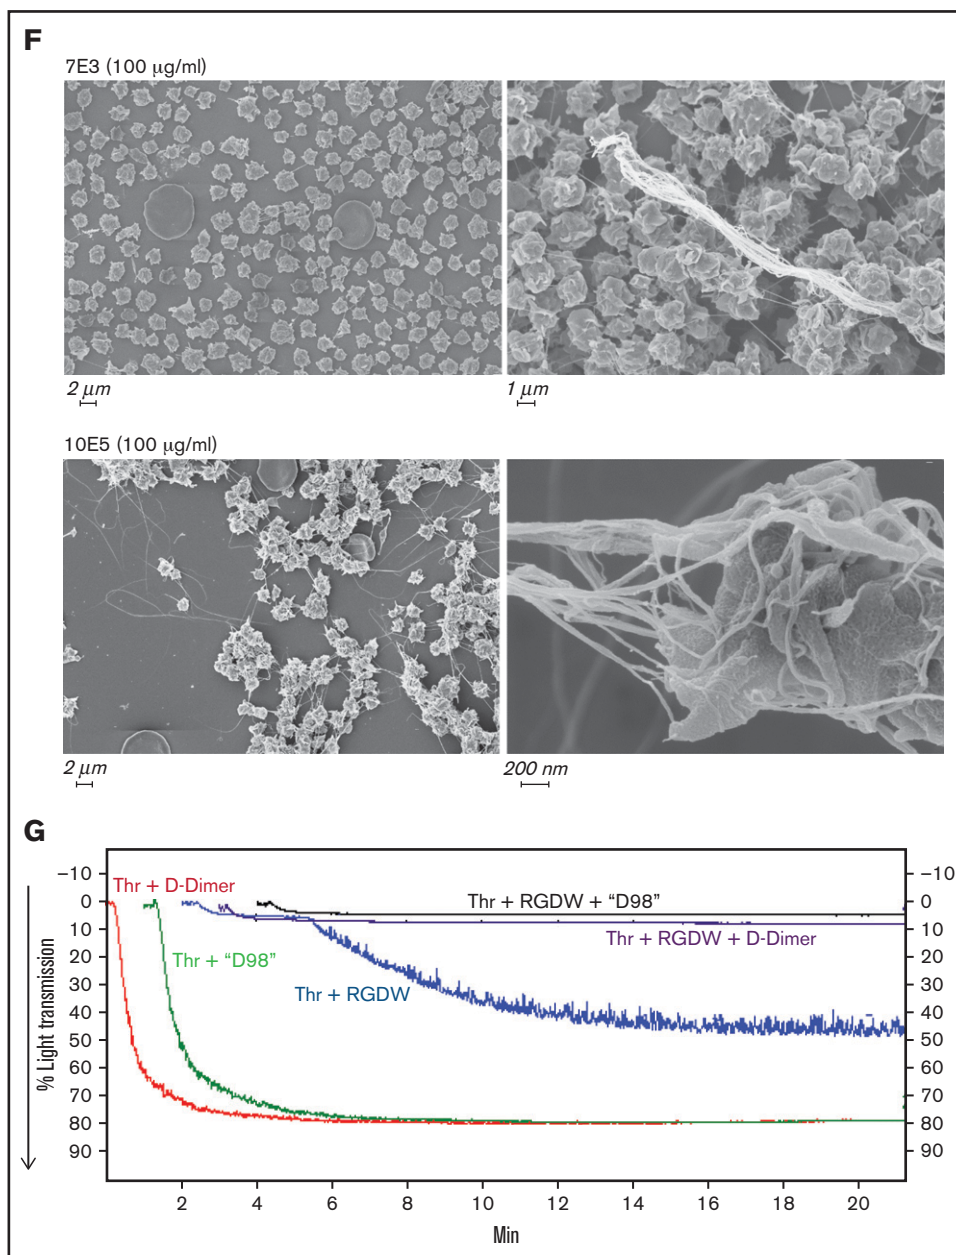 F
7E3 (100 μg/ml)
2 μm
1 μm
10E5 (100 μg/ml)
2 μm
200 nm
G
% Light transmission
–10
0
10
20
30
40
50
60
70
80
90
Thr + D-Dimer
Thr + "D98"
Thr + RGDW
Thr + RGDW + "D98"
Thr + RGDW + D-Dimer
–10
0
10
20
30
40
50
60
70
80
90
2 4 6 8 10 12 14 16 18 20
Min